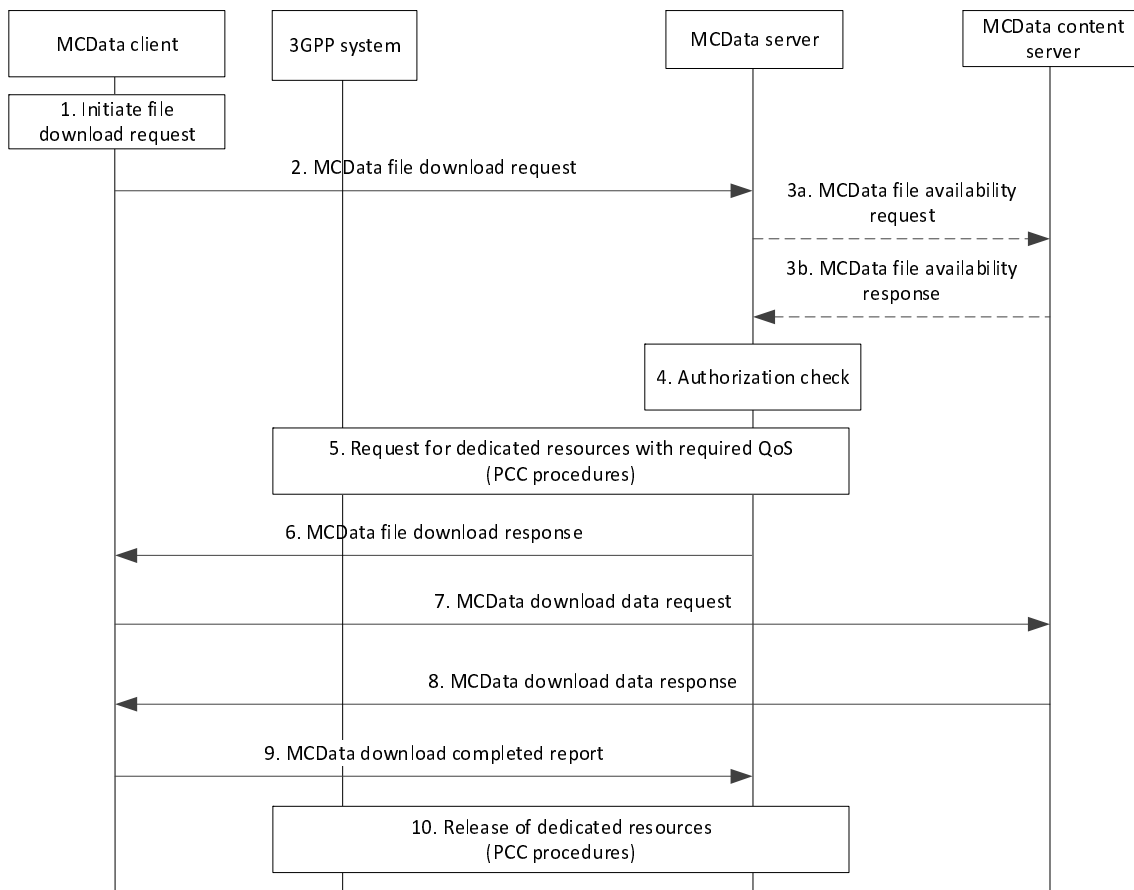 MCData client
3GPP system
MCData server
MCData content
server
1. Initiate file
download request
2. MCData file download request
3a. MCData file availability
request
3b. MCData file availability
response
4. Authorization check
5. Request for dedicated resources with required QoS
(PCC procedures)
6. MCData file download response
7. MCData download data request
8. MCData download data response
9. MCData download completed report
10. Release of dedicated resources
(PCC procedures)